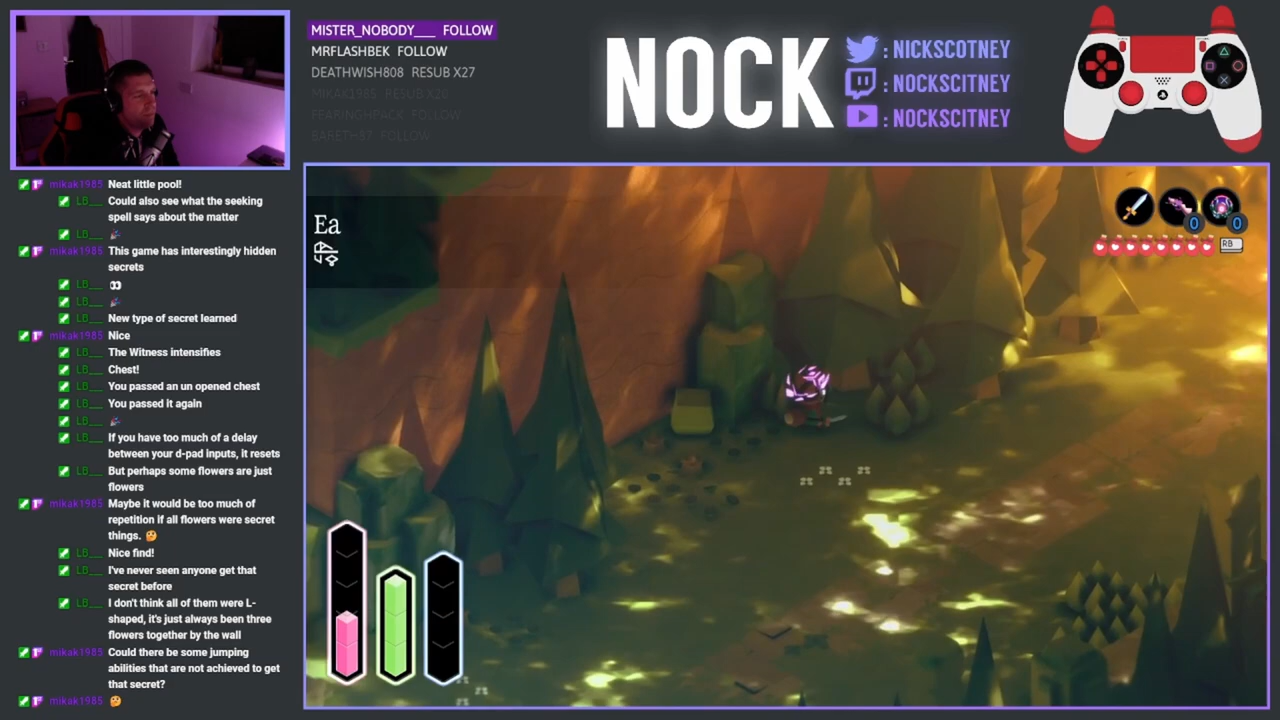 MISTER_NOBODY___ FOLLOW
MRFLASHBEK FOLLOW
DEATHWISH808 RESUB X27
MIKAK1985 RESUB X26
FEARINGHPACK FOLLOW
BARETH87 FOLLOW
NOCK
: NICKSCOTNEY
: NOCKSCITNEY
: NOCKSCITNEY
mikak1985 Neat little pool!
LB___ Could also see what the seeking
spell says about the matter
LB___ 🎉
mikak1985 This game has interestingly hidden
secrets
LB___ 👀
LB___ 🎉
LB___ New type of secret learned
mikak1985 Nice
LB___ The Witness intensifies
LB___ Chest!
LB___ You passed an un opened chest
LB___ You passed it again
LB___ 🎉
LB___ If you have too much of a delay
between your d-pad inputs, it resets
LB___ But perhaps some flowers are just
flowers
mikak1985 Maybe it would be too much of
repetition if all flowers were secret
things. 🤔
LB___ Nice find!
LB___ I've never seen anyone get that
secret before
LB___ I don't think all of them were L-
shaped, it's just always been three
flowers together by the wall
mikak1985 Could there be some jumping
abilities that are not achieved to get
that secret?
mikak1985 🤔
Ea
0 0
RB